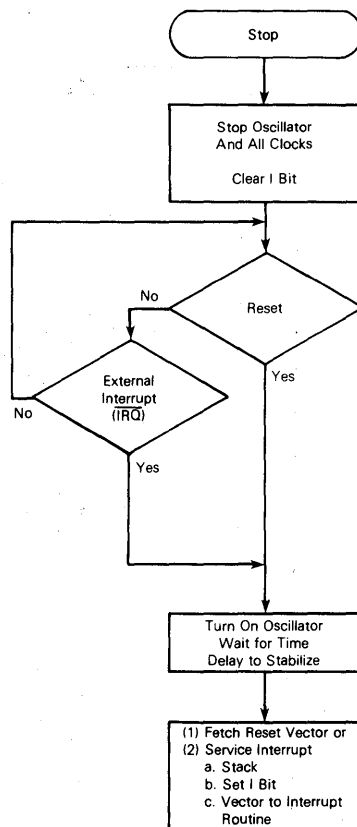 Stop
Stop Oscillator
And All Clocks
Clear I Bit
No
Reset
Yes
External
Interrupt
(IRQ)
No
Yes
Turn On Oscillator
Wait for Time
Delay to Stabilize
(1) Fetch Reset Vector or
(2) Service Interrupt
a. Stack
b. Set I Bit
c. Vector to Interrupt
Routine